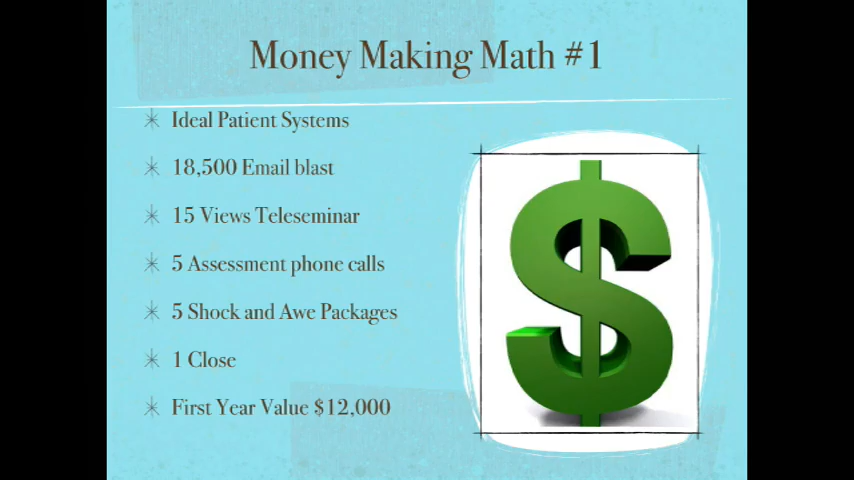 Money Making Math #1
Ideal Patient Systems
18,500 Email blast
15 Views Teleseminar
5 Assessment phone calls
5 Shock and Awe Packages
1 Close
First Year Value $12,000